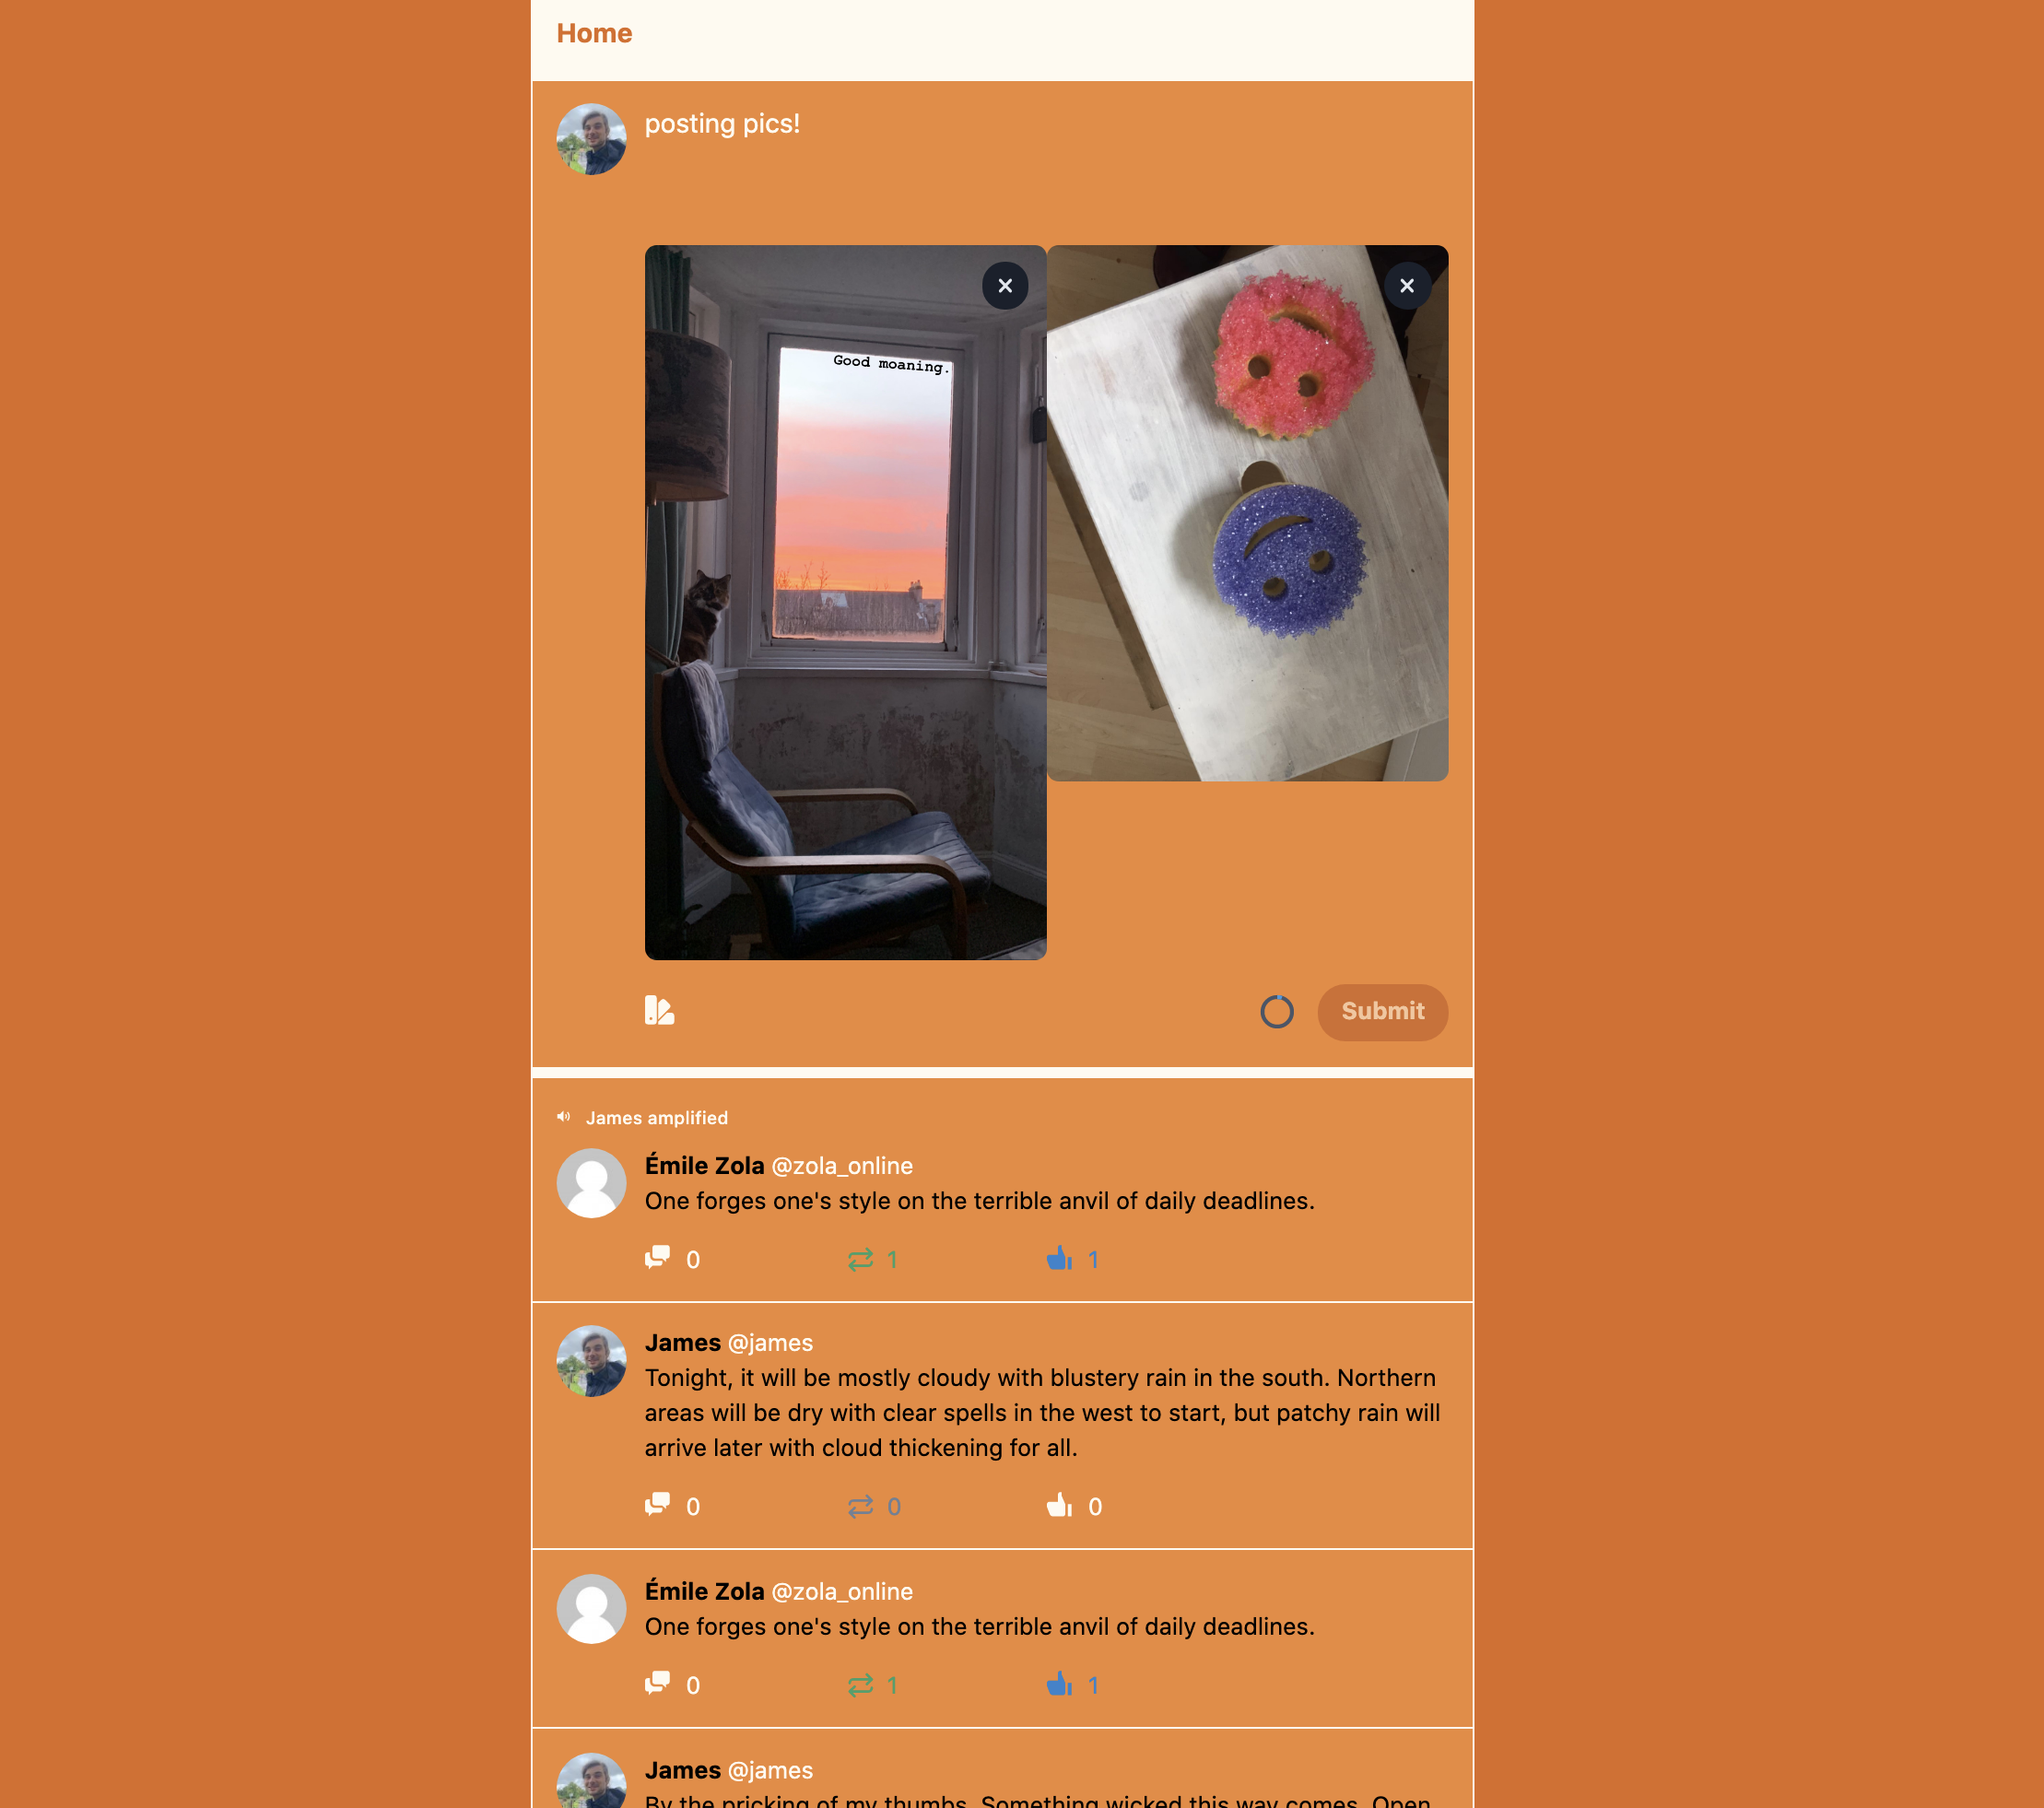 Home
posting pics!
Good moaning.
Submit
James amplified
Émile Zola @zola_online
One forges one's style on the terrible anvil of daily deadlines.
0 1 1
James @james
Tonight, it will be mostly cloudy with blustery rain in the south. Northern
areas will be dry with clear spells in the west to start, but patchy rain will
arrive later with cloud thickening for all.
0 0 0
Émile Zola @zola_online
One forges one's style on the terrible anvil of daily deadlines.
0 1 1
James @james
By the pricking of my thumbs, Something wicked this way comes. Open